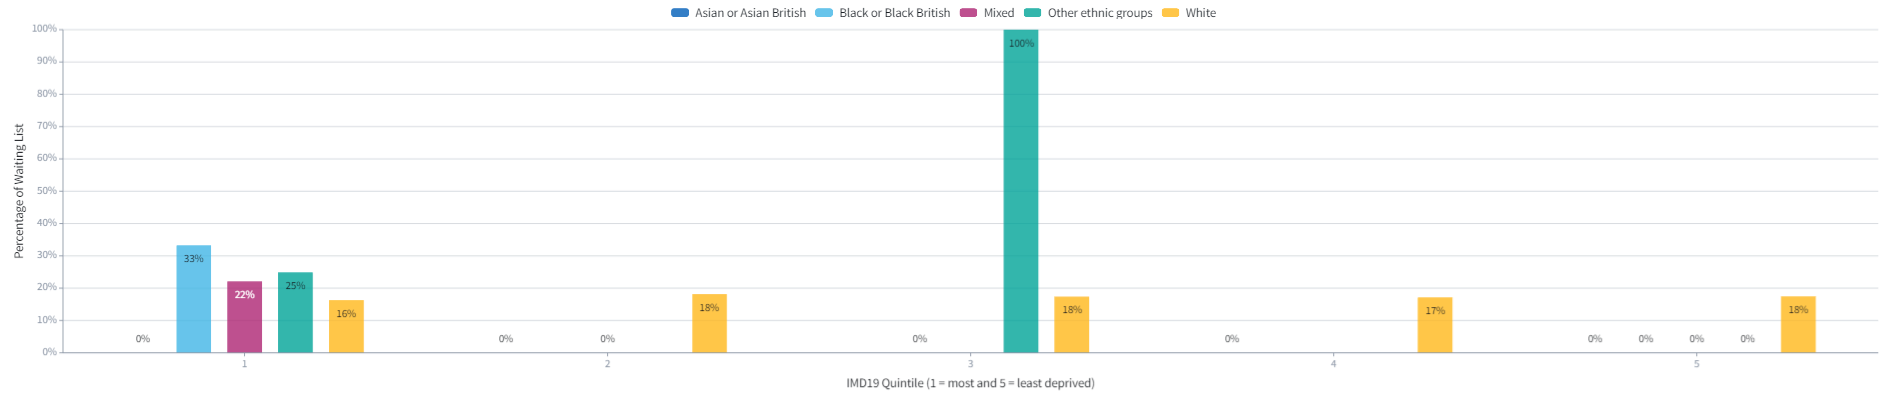 Asian or Asian British Black or Black British Mixed Other ethnic groups White
100%
90%
80%
70%
60%
50%
40%
30%
20%
10%
0%
Percentage of Waiting List
0% 33% 22% 25% 16%
0% 0% 18%
0% 100% 18%
0% 17%
0% 0% 0% 0% 18%
1 2 3 4 5
IMD19 Quintile (1 = most and 5 = least deprived)